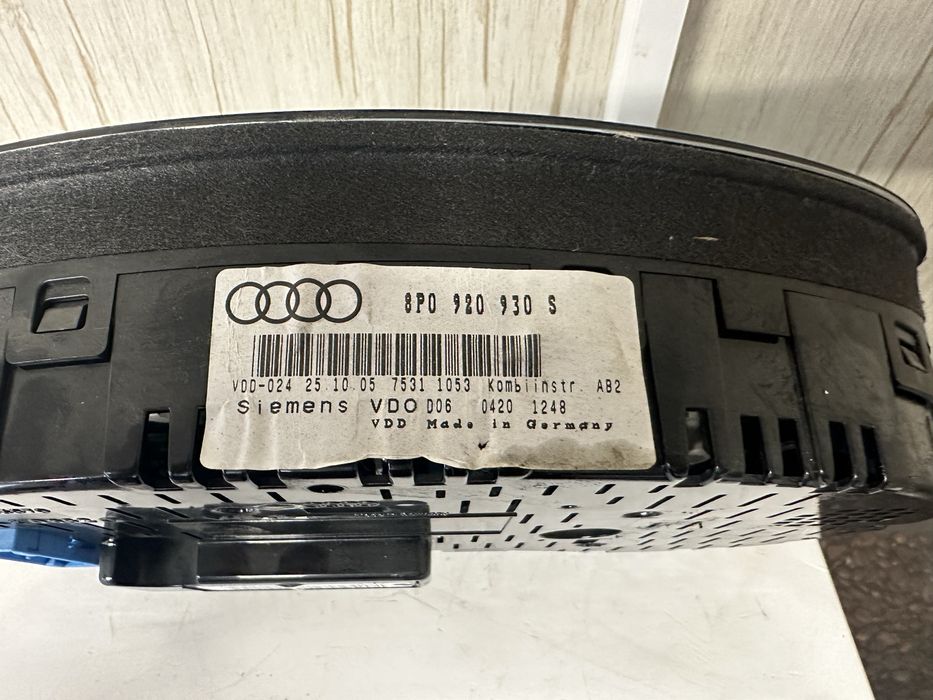 8P0 920 930 S
VDD-024 25.10.05 7531 1053 Kombiinstr. AB2
Siemens VDO D06 0420 1248
VDD Made in Germany